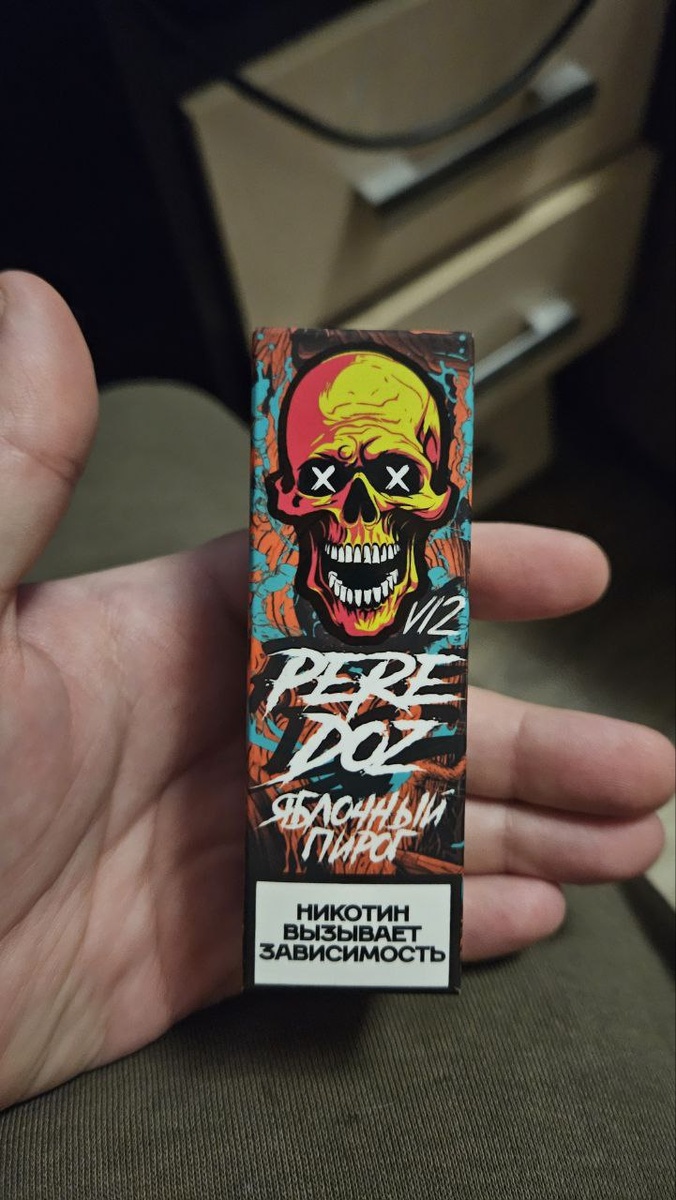 X X
V12
PERE
DOZ
ЯБЛОЧНЫЙ
ПИРОГ
НИКОТИН
ВЫЗЫВАЕТ
ЗАВИСИМОСТЬ